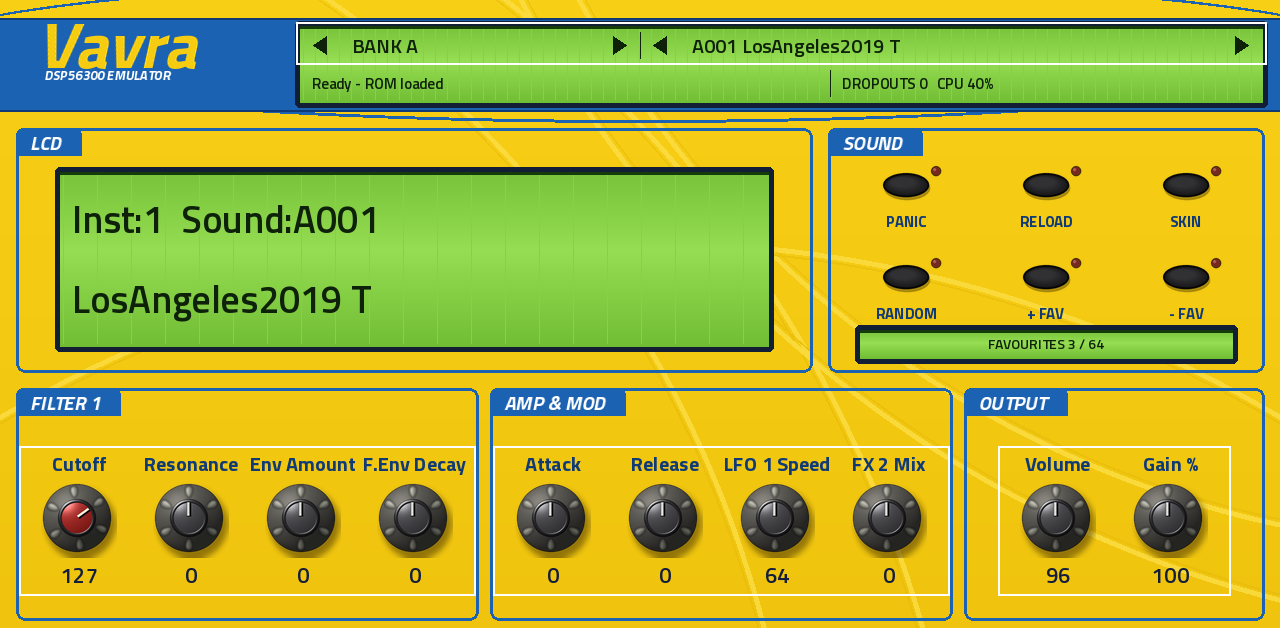 Vavra
DSP56300 EMULATOR
BANK A
A001 LosAngeles2019 T
Ready - ROM loaded
DROPOUTS 0 CPU 40%
LCD
Inst:1 Sound:A001
LosAngeles2019 T
SOUND
PANIC RELOAD SKIN
RANDOM + FAV - FAV
FAVOURITES 3 / 64
FILTER 1
Cutoff Resonance Env Amount F.Env Decay
127 0 0 0
AMP & MOD
Attack Release LFO 1 Speed FX 2 Mix
0 0 64 0
OUTPUT
Volume Gain %
96 100